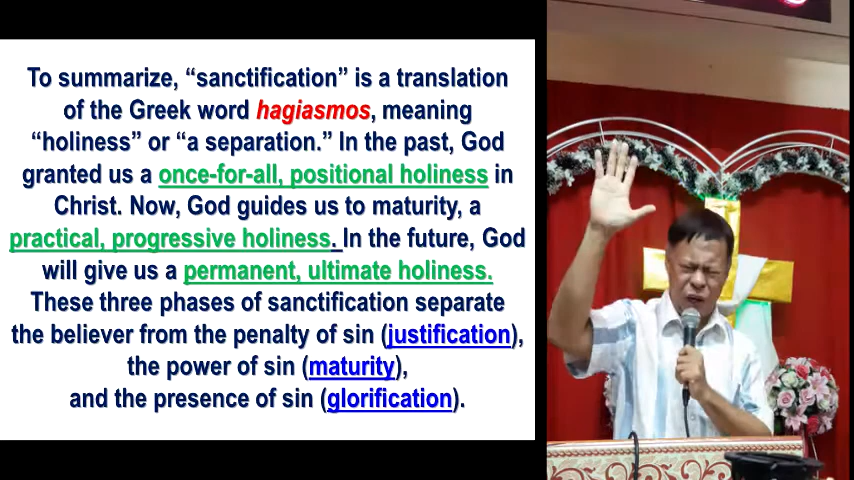 To summarize, “sanctification” is a translation
of the Greek word hagiasmos, meaning
“holiness” or “a separation.” In the past, God
granted us a once-for-all, positional holiness in
Christ. Now, God guides us to maturity, a
practical, progressive holiness. In the future, God
will give us a permanent, ultimate holiness.
These three phases of sanctification separate
the believer from the penalty of sin (justification),
the power of sin (maturity),
and the presence of sin (glorification).